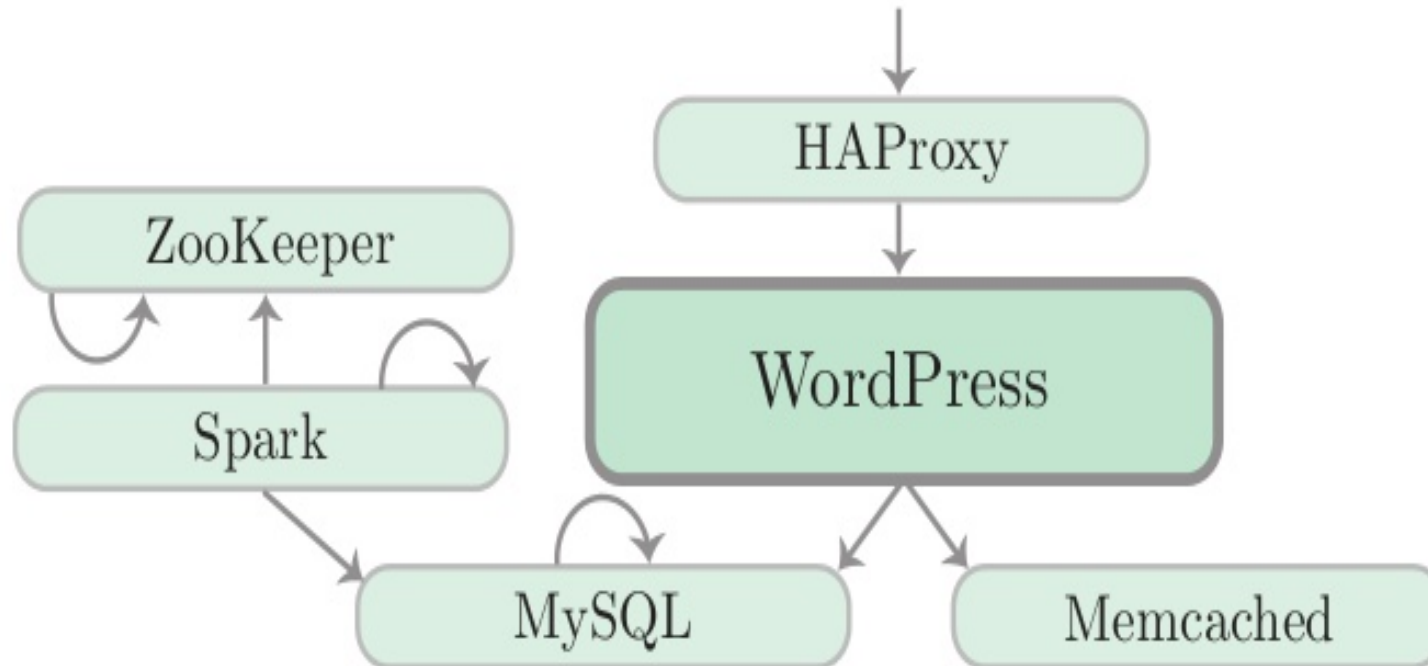 HAProxy
ZooKeeper
WordPress
Spark
MySQL
Memcached